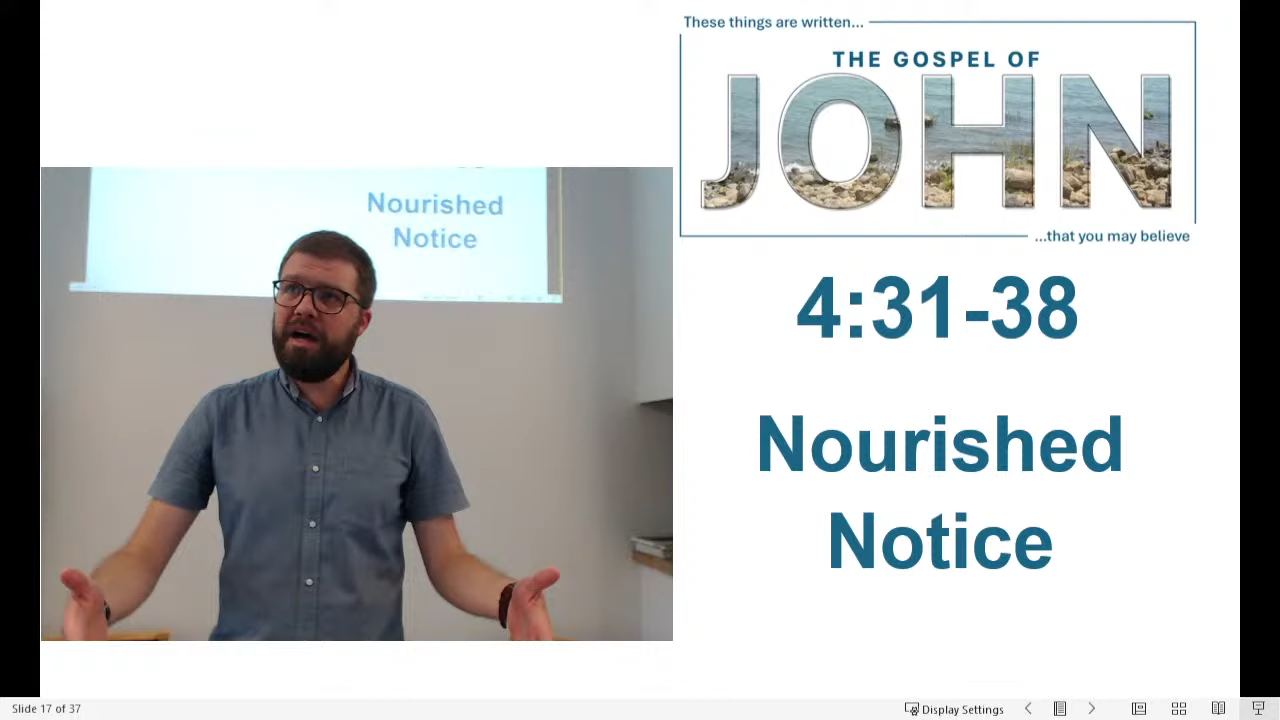 These things are written...
THE GOSPEL OF
JOHN
...that you may believe
4:31-38
Nourished
Notice
Nourished
Notice
Slide 17 of 37
Display Settings